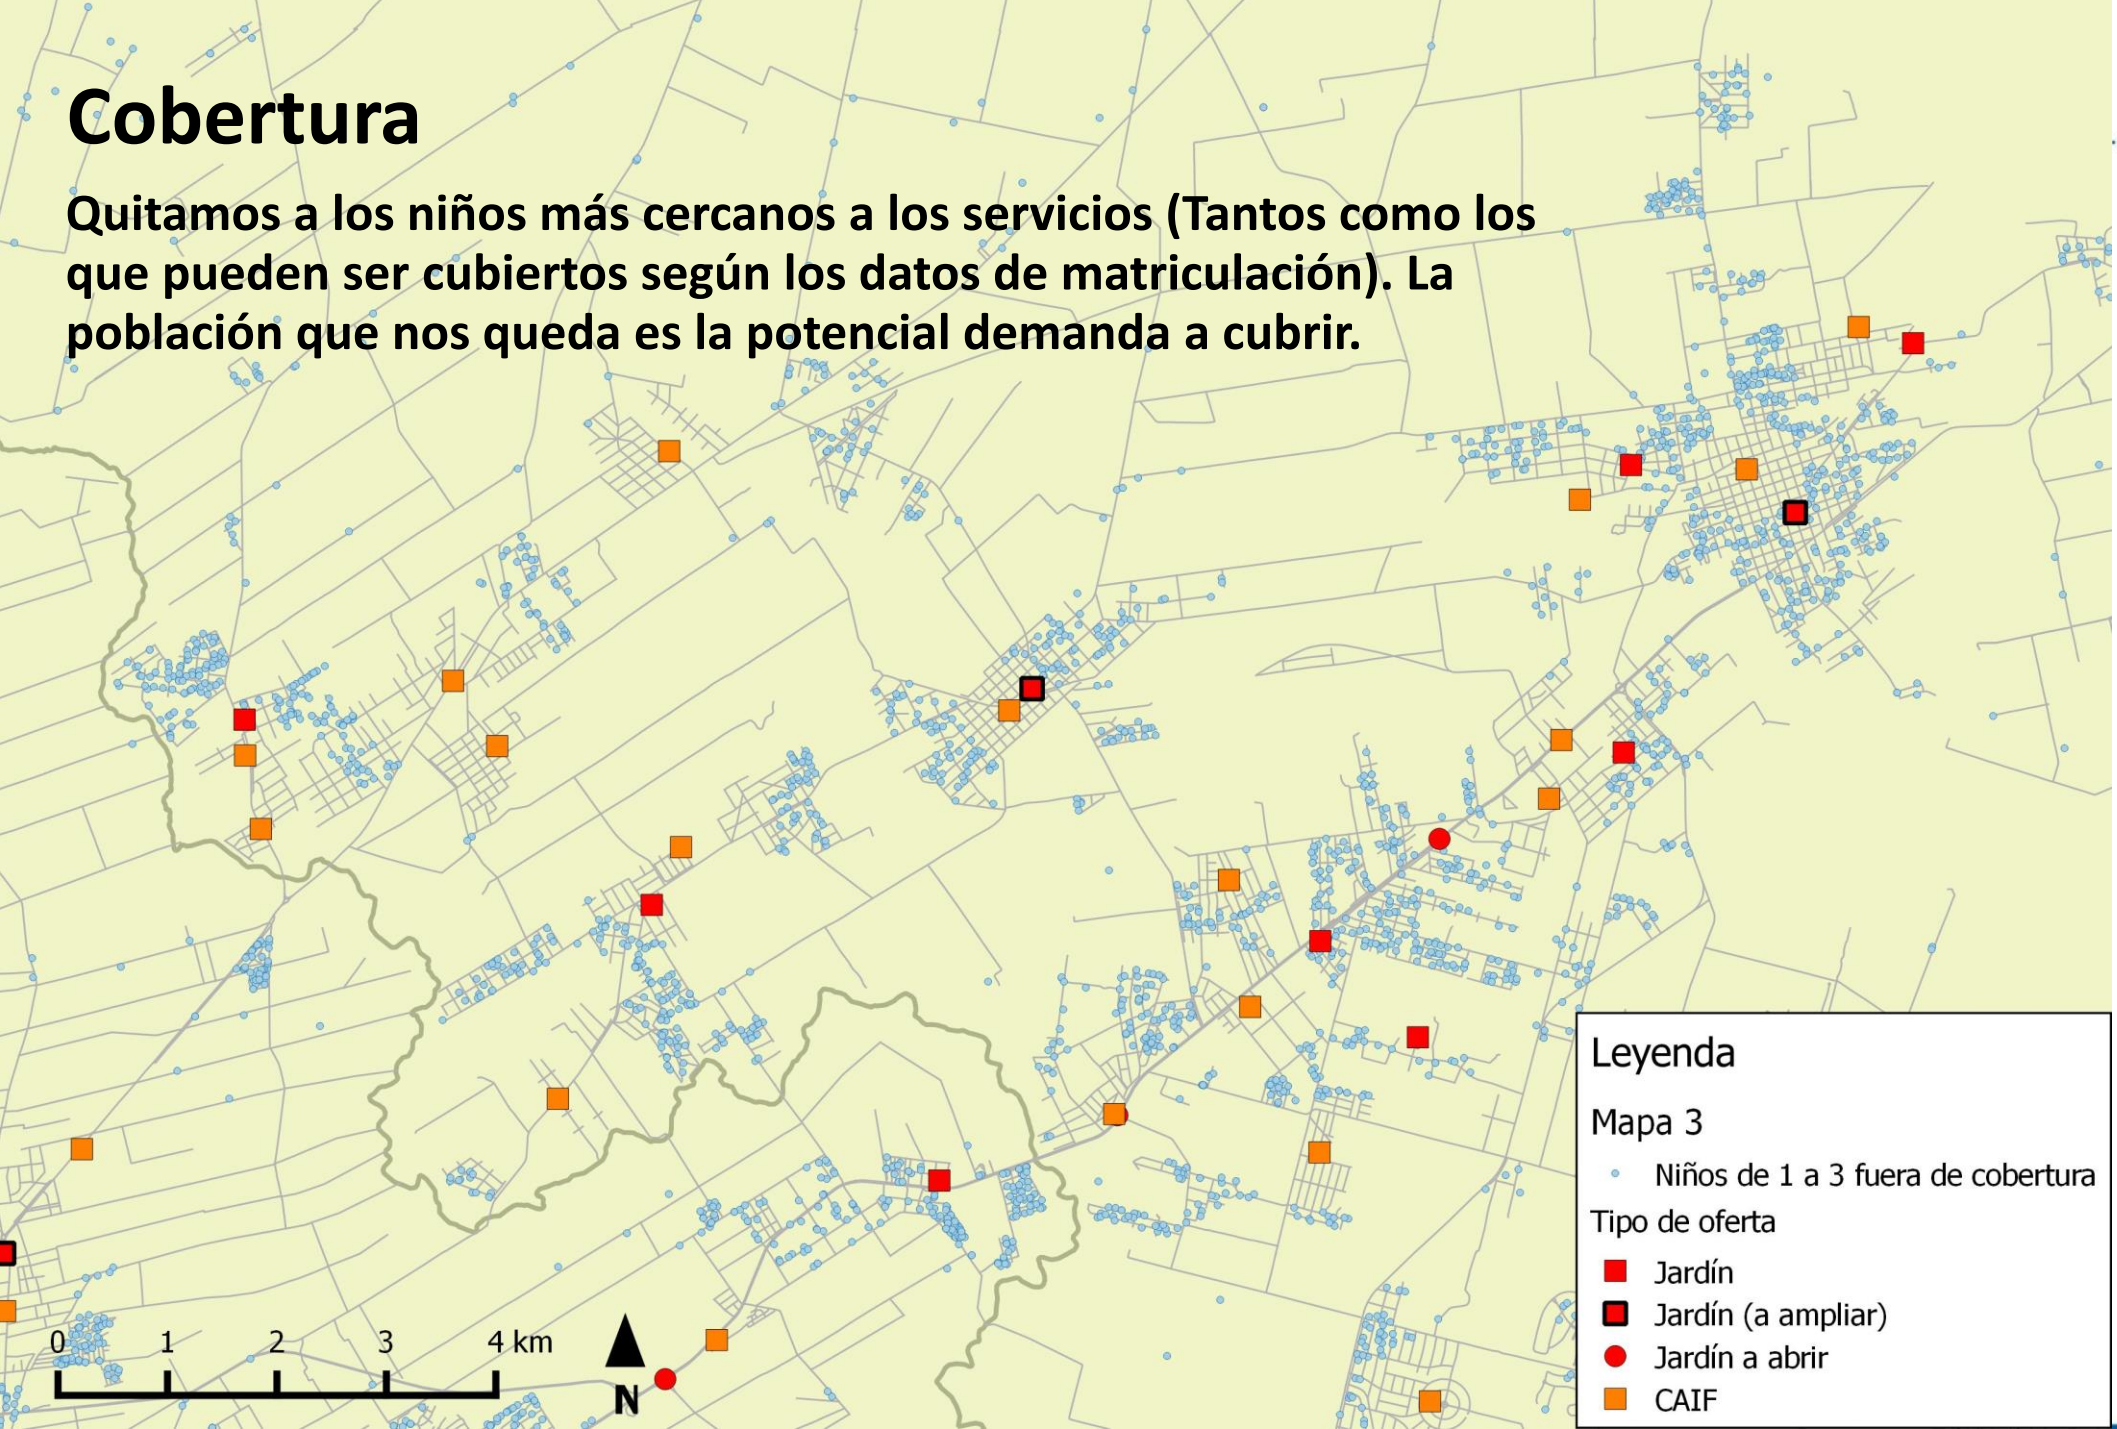 Cobertura
Quitamos a los niños más cercanos a los servicios (Tantos como los
que pueden ser cubiertos según los datos de matriculación). La
población que nos queda es la potencial demanda a cubrir.
Leyenda
Mapa 3
Niños de 1 a 3 fuera de cobertura
Tipo de oferta
Jardín
Jardín (a ampliar)
Jardín a abrir
CAIF
0 1 2 3 4 km
N